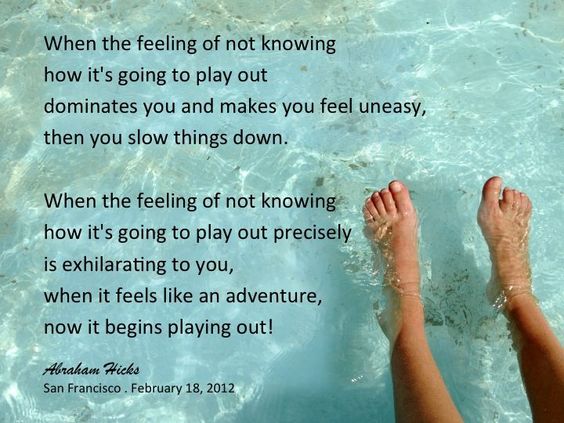 When the feeling of not knowing
how it's going to play out
dominates you and makes you feel uneasy,
then you slow things down.
When the feeling of not knowing
how it's going to play out precisely
is exhilarating to you,
when it feels like an adventure,
now it begins playing out!
Abraham Hicks
San Francisco . February 18, 2012